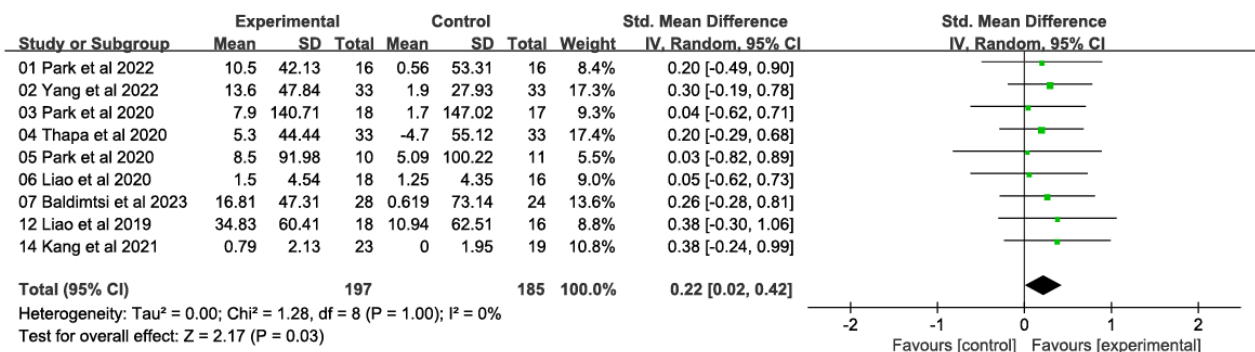 Experimental Control Std. Mean Difference Std. Mean Difference
Study or Subgroup Mean SD Total Mean SD Total Weight IV, Random, 95% CI IV, Random, 95% CI
01 Park et al 2022 10.5 42.13 16 0.56 53.31 16 8.4% 0.20 [-0.49, 0.90]
02 Yang et al 2022 13.6 47.84 33 1.9 27.93 33 17.3% 0.30 [-0.19, 0.78]
03 Park et al 2020 7.9 140.71 18 1.7 147.02 17 9.3% 0.04 [-0.62, 0.71]
04 Thapa et al 2020 5.3 44.44 33 -4.7 55.12 33 17.4% 0.20 [-0.29, 0.68]
05 Park et al 2020 8.5 91.98 10 5.09 100.22 11 5.5% 0.03 [-0.82, 0.89]
06 Liao et al 2020 1.5 4.54 18 1.25 4.35 16 9.0% 0.05 [-0.62, 0.73]
07 Baldimtsi et al 2023 16.81 47.31 28 0.619 73.14 24 13.6% 0.26 [-0.28, 0.81]
12 Liao et al 2019 34.83 60.41 18 10.94 62.51 16 8.8% 0.38 [-0.30, 1.06]
14 Kang et al 2021 0.79 2.13 23 0 1.95 19 10.8% 0.38 [-0.24, 0.99]
Total (95% CI) 197 185 100.0% 0.22 [0.02, 0.42]
Heterogeneity: Tau² = 0.00; Chi² = 1.28, df = 8 (P = 1.00); I² = 0%
Test for overall effect: Z = 2.17 (P = 0.03)
-2 -1 0 1 2
Favours [control] Favours [experimental]